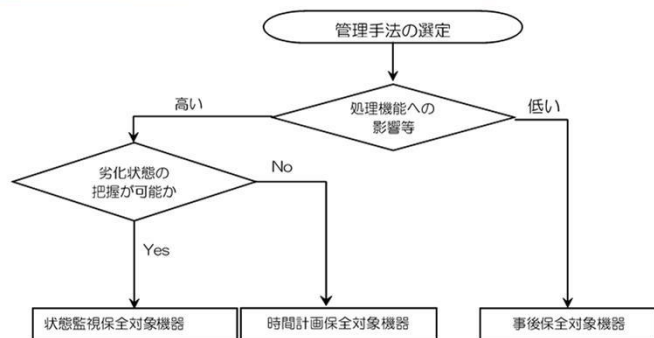 管理手法の選定
処理機能への
影響等
高い
低い
劣化状態の
把握が可能か
No
Yes
状態監視保全対象機器
時間計画保全対象機器
事後保全対象機器